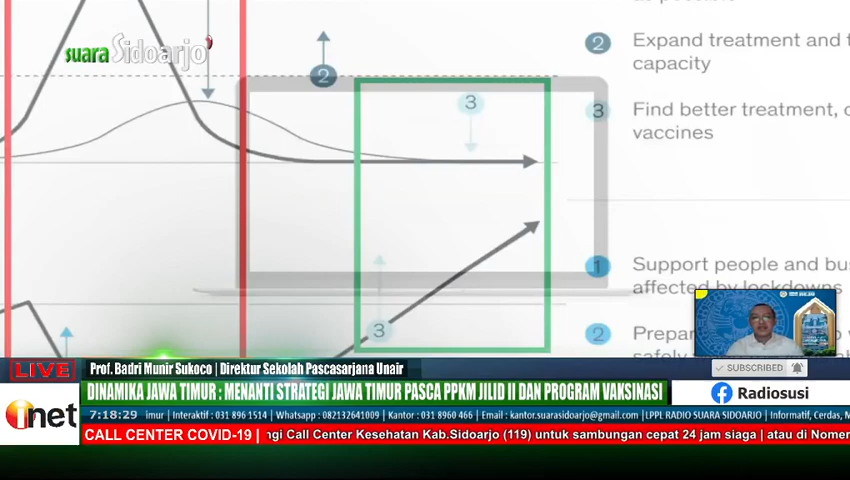 as possible
suara Sidoarjo
2
2
Expand treatment and t
capacity
3
3
Find better treatment, c
vaccines
1
Support people and bus
affected by lockdowns
3
2
Prepar
safely
SUBSCRIBED
LIVE
Prof. Badri Munir Sukoco | Direktur Sekolah Pascasarjana Unair
DINAMIKA JAWA TIMUR : MENANTI STRATEGI JAWA TIMUR PASCA PPKM JILID II DAN PROGRAM VAKSINASI
Radiosusi
inet
7:18:29
imur | Interaktif : 031 896 1514 | Whatsapp : 082132641009 | Kantor : 031 8960 466 | Email : kantor.suarasidoarjo@gmail.com |LPPL RADIO SUARA SIDOARJO | Informatif, Cerdas, M
CALL CENTER COVID-19 |
ngi Call Center Kesehatan Kab.Sidoarjo (119) untuk sambungan cepat 24 jam siaga | atau di Nomer